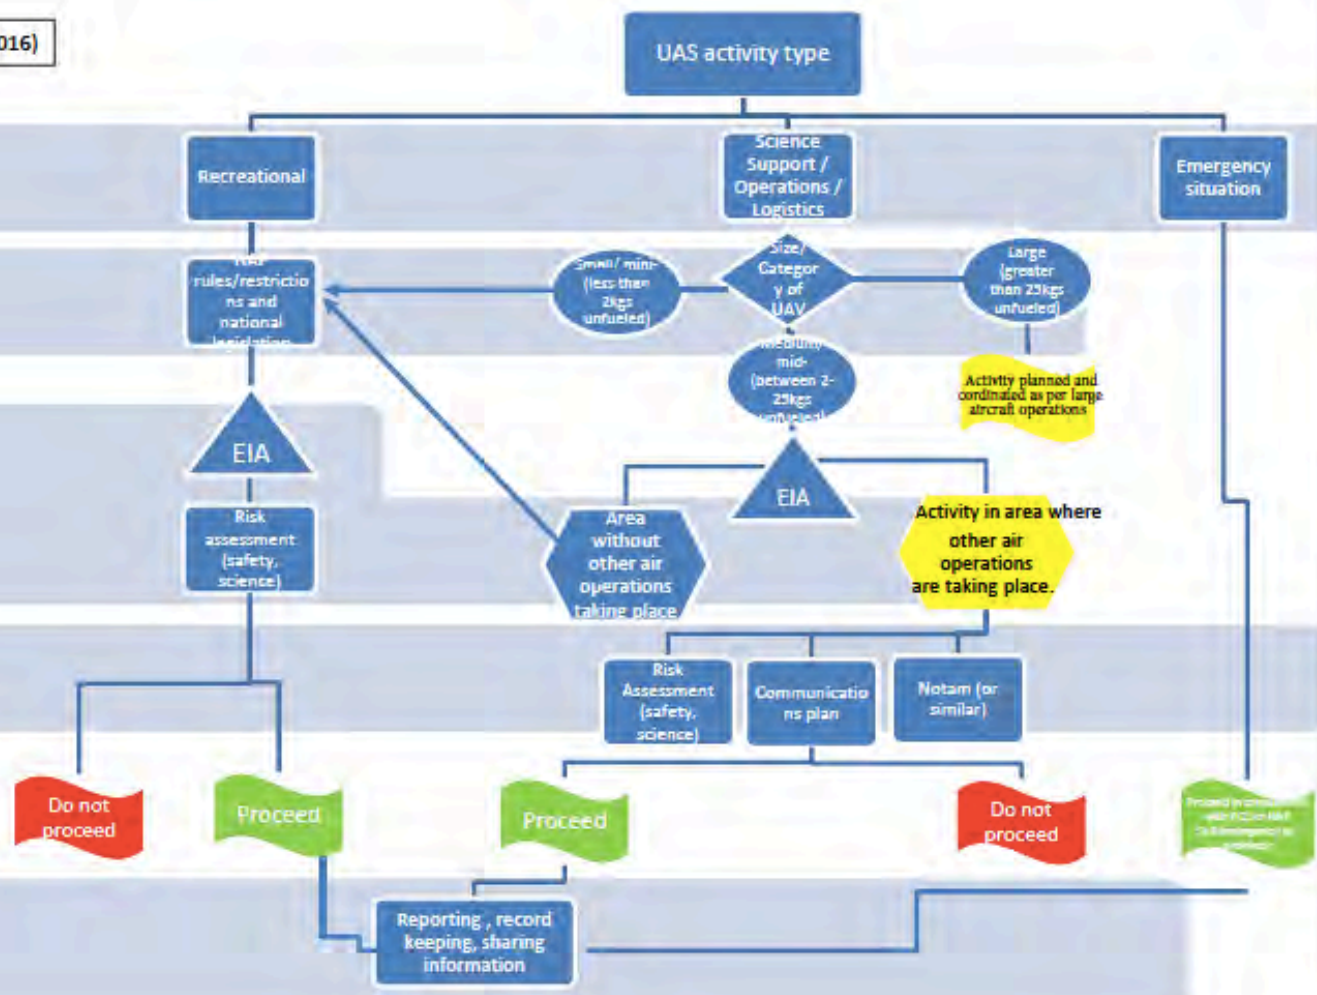 016)
UAS activity type
Recreational
Science
Support /
Operations /
Logistics
Emergency
situation
rules/restrictio
ns and
national
legislation
Small/ mini-
(less than
2kgs
unfueled)
Size/
Categor
y of
UAV
Large
(greater
than 25kgs
unfueled)
Medium/
mid-
(between 2-
25kgs
unfueled)
Activity planned and
cordinated as per large
aircraft operations
EIA
EIA
Risk
assessment
(safety,
science)
Area
without
other air
operations
taking place
Activity in area where
other air
operations
are taking place.
Risk
Assessment
(safety,
science)
Communicatio
ns plan
Notam (or
similar)
Do not
proceed
Proceed
Proceed
Do not
proceed
Reporting , record
keeping, sharing
information